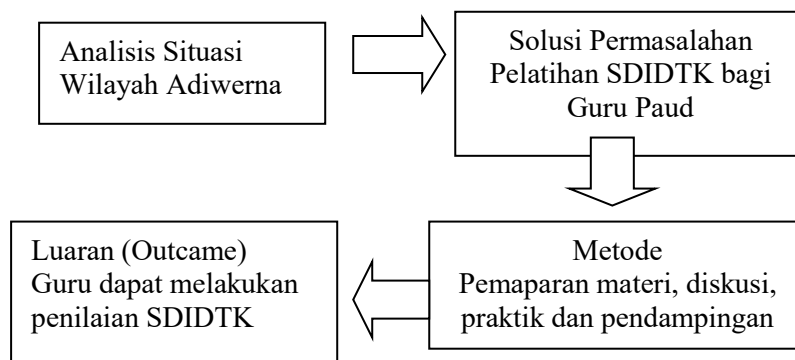 Analisis Situasi
Wilayah Adiwerna
Solusi Permasalahan
Pelatihan SDIDTK bagi
Guru Paud
Metode
Pemaparan materi, diskusi,
praktik dan pendampingan
Luaran (Outcame)
Guru dapat melakukan
penilaian SDIDTK